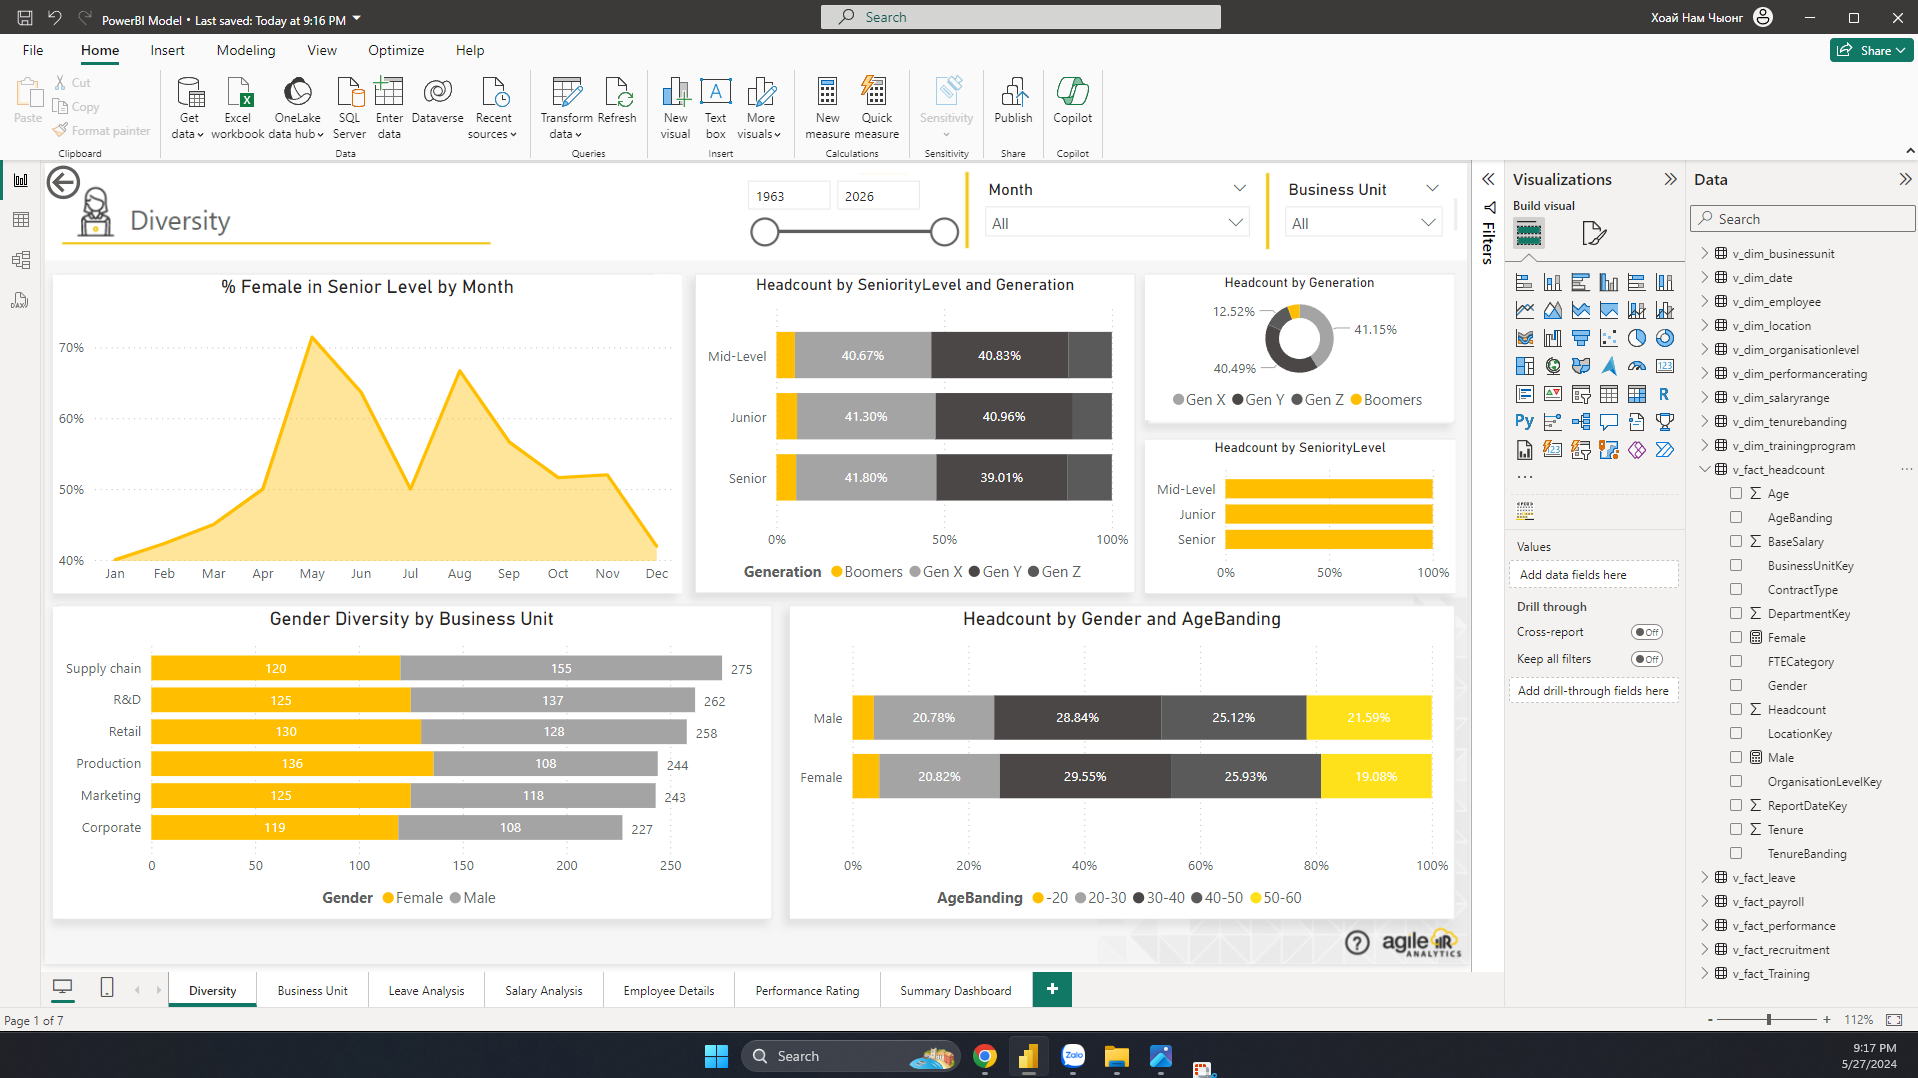 PowerBI Model • Last saved: Today at 9:16 PM
Search
Хоай Нам Чыонг
File Home Insert Modeling View Optimize Help
Share
Paste
Cut
Copy
Format painter
Clipboard
Get data
Excel workbook
OneLake data hub
SQL Server
Enter data
Dataverse
Recent sources
Data
Transform data
Refresh
Queries
New visual
Text box
More visuals
Insert
New measure
Quick measure
Calculations
Sensitivity
Sensitivity
Publish
Share
Copilot
Copilot
Diversity
1963 2026
Month
All
Business Unit
All
% Female in Senior Level by Month
70%
60%
50%
40%
Jan Feb Mar Apr May Jun Jul Aug Sep Oct Nov Dec
Headcount by SeniorityLevel and Generation
Mid-Level 40.67% 40.83%
Junior 41.30% 40.96%
Senior 41.80% 39.01%
0% 50% 100%
Generation Boomers Gen X Gen Y Gen Z
Headcount by Generation
12.52%
41.15%
40.49%
Gen X Gen Y Gen Z Boomers
Headcount by SeniorityLevel
Mid-Level
Junior
Senior
0% 50% 100%
Gender Diversity by Business Unit
Supply chain 120 155 275
R&D 125 137 262
Retail 130 128 258
Production 136 108 244
Marketing 125 118 243
Corporate 119 108 227
0 50 100 150 200 250
Gender Female Male
Headcount by Gender and AgeBanding
Male 20.78% 28.84% 25.12% 21.59%
Female 20.82% 29.55% 25.93% 19.08%
0% 20% 40% 60% 80% 100%
AgeBanding -20 20-30 30-40 40-50 50-60
?
agile HR
ANALYTICS
Filters
Visualizations
Build visual
123
R
Py
123
...
Values
Add data fields here
Drill through
Cross-report Off
Keep all filters Off
Add drill-through fields here
Data
Search
v_dim_businessunit
v_dim_date
v_dim_employee
v_dim_location
v_dim_organisationlevel
v_dim_performancerating
v_dim_salaryrange
v_dim_tenurebanding
v_dim_trainingprogram
v_fact_headcount ...
Age
AgeBanding
BaseSalary
BusinessUnitKey
ContractType
DepartmentKey
Female
FTECategory
Gender
Headcount
LocationKey
Male
OrganisationLevelKey
ReportDateKey
Tenure
TenureBanding
v_fact_leave
v_fact_payroll
v_fact_performance
v_fact_recruitment
v_fact_Training
Diversity
Business Unit
Leave Analysis
Salary Analysis
Employee Details
Performance Rating
Summary Dashboard
+
Page 1 of 7
- + 112%
Search
Zalo
9:17 PM
5/27/2024